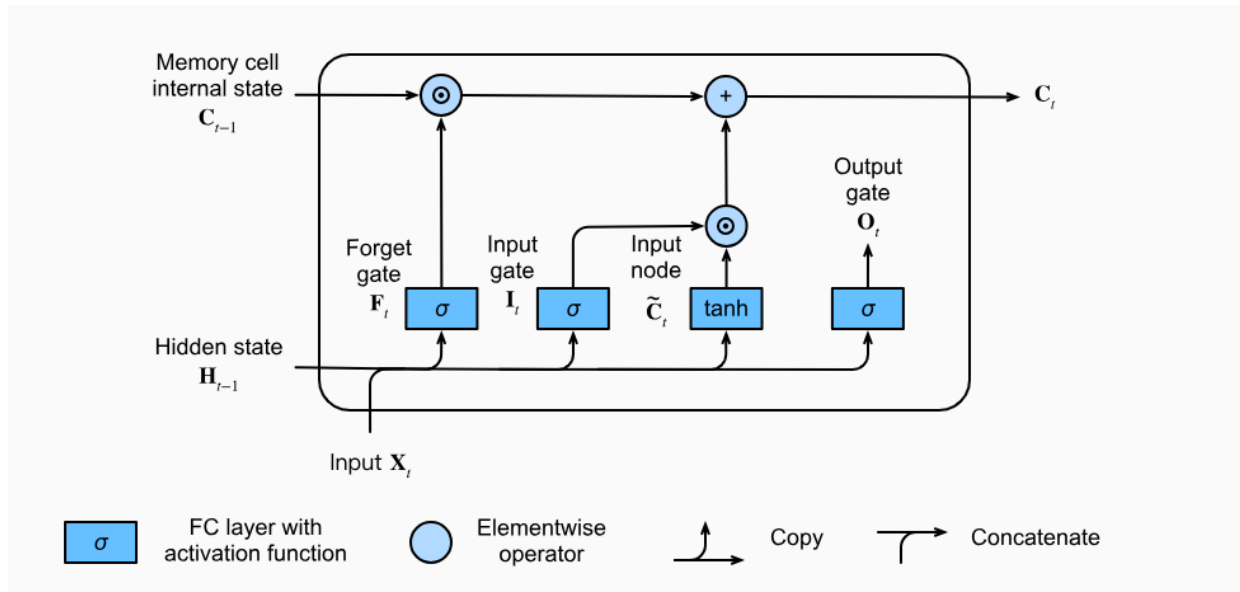 Memory cell
internal state
C_{t−1}
⊙
+
C_t
Output
gate
O_t
⊙
Forget
gate
F_t
Input
gate
I_t
Input
node
C̃_t
σ
σ
tanh
σ
Hidden state
H_{t−1}
Input X_t
σ
FC layer with
activation function
Elementwise
operator
Copy
Concatenate